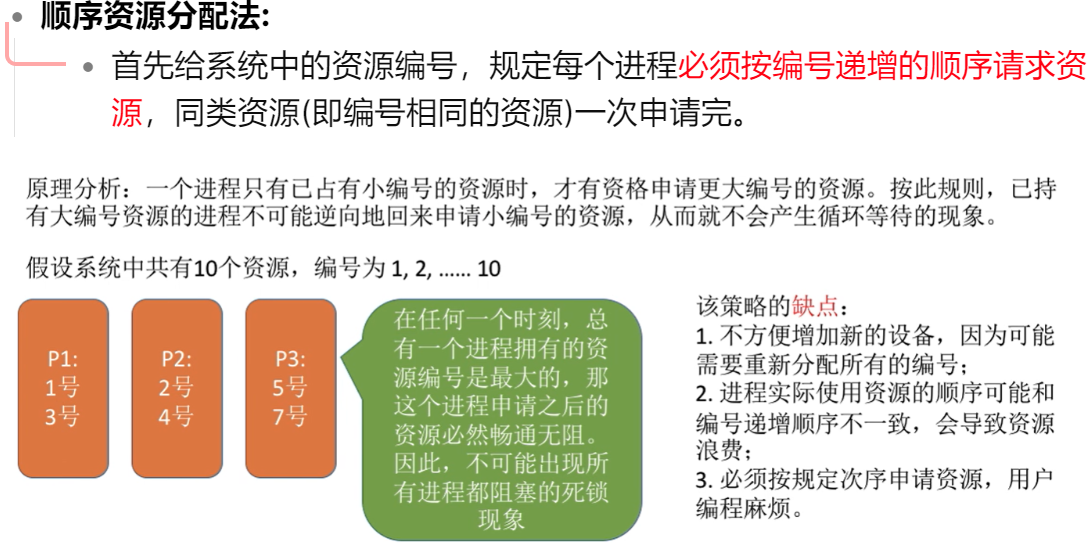 顺序资源分配法:
首先给系统中的资源编号，规定每个进程必须按编号递增的顺序请求资
源，同类资源(即编号相同的资源)一次申请完。
原理分析：一个进程只有已占有小编号的资源时，才有资格申请更大编号的资源。按此规则，已持
有大编号资源的进程不可能逆向地回来申请小编号的资源，从而就不会产生循环等待的现象。
假设系统中共有10个资源，编号为 1, 2, …… 10
P1:
1号
3号
P2:
2号
4号
P3:
5号
7号
在任何一个时刻，总
有一个进程拥有的资
源编号是最大的，那
这个进程申请之后的
资源必然畅通无阻。
因此，不可能出现所
有进程都阻塞的死锁
现象
该策略的缺点：
1. 不方便增加新的设备，因为可能
需要重新分配所有的编号；
2. 进程实际使用资源的顺序可能和
编号递增顺序不一致，会导致资源
浪费；
3. 必须按规定次序申请资源，用户
编程麻烦。